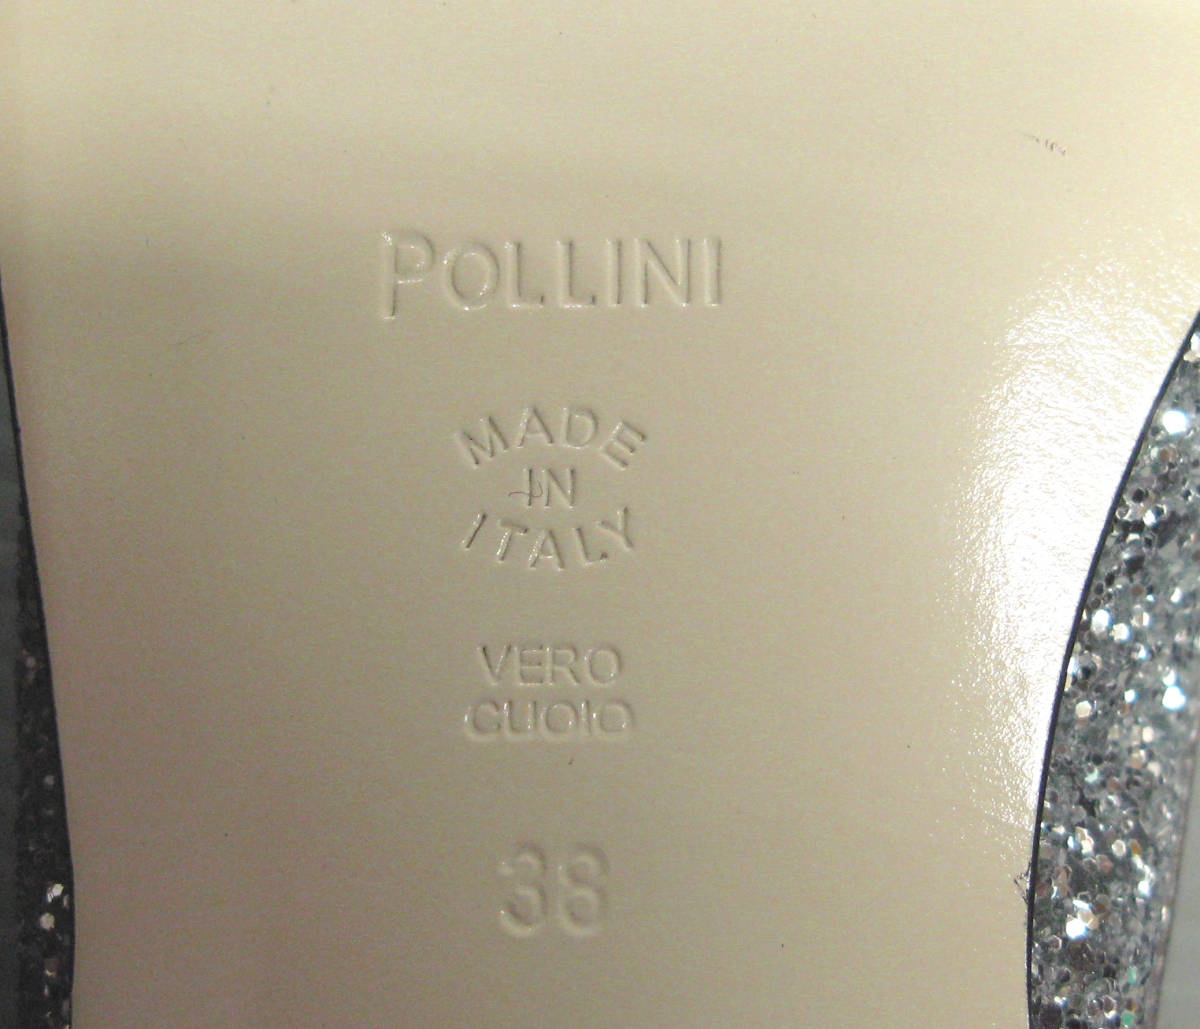 POLLINI
MADE
IN
ITALY
VERO
CUOIO
38